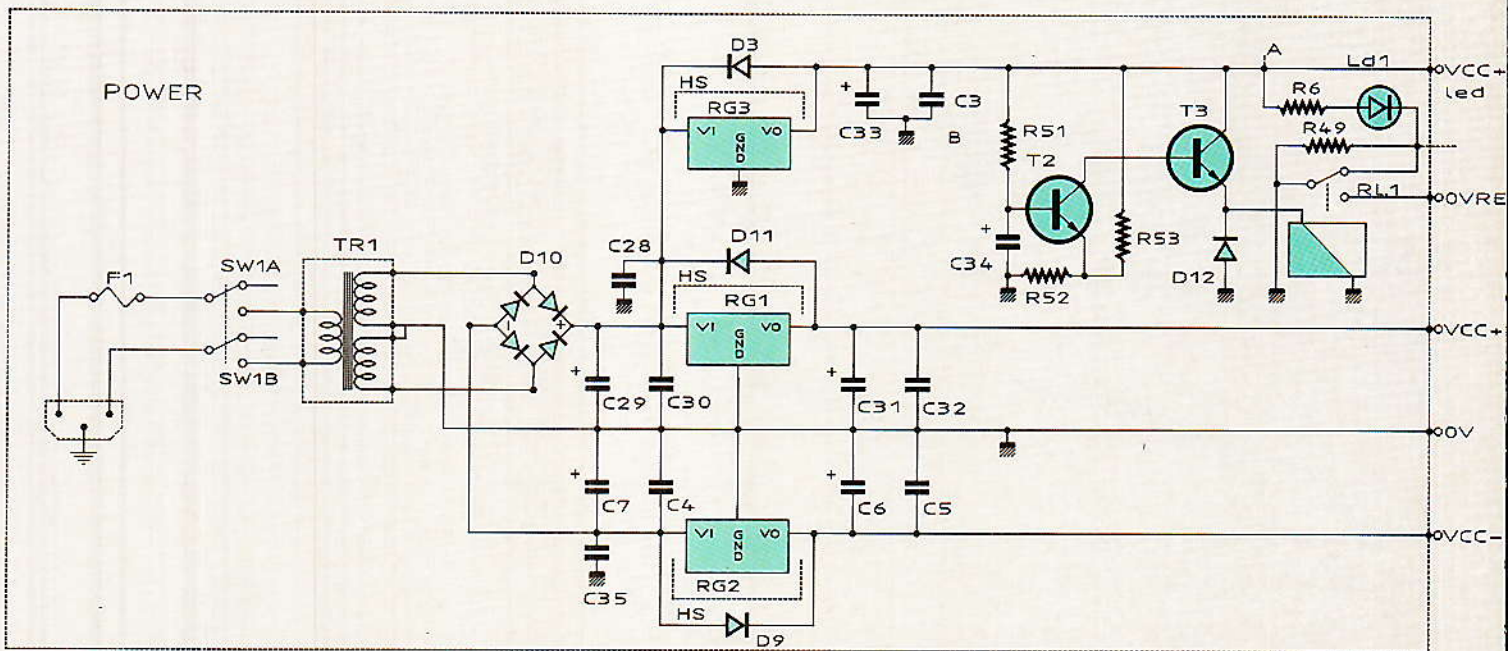 POWER
D3
HS
RG3
VI GND VO
+
C33
C3
B
R51
T2
+
C34
R52
R53
T3
D12
A
Ld1
VCC+
led
R6
R49
RL1
0VRE
F1
SW1A
SW1B
TR1
D10
-
+
C28
D11
HS
VI GND VO
RG1
+
C29
C30
+
C31
C32
VCC+
0V
+
C7
C4
+
C6
C5
VI GND VO
RG2
HS
C35
D9
VCC-